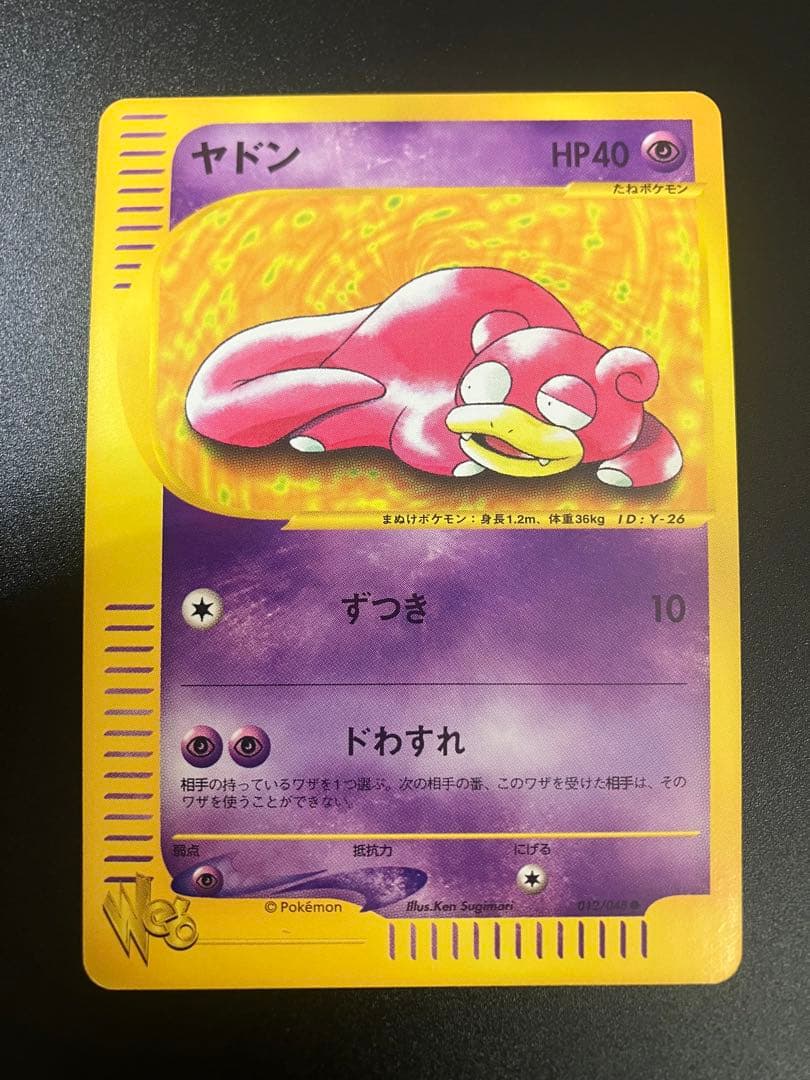 ヤドン HP40
たねポケモン
まぬけポケモン：身長1.2m、体重36kg ID：Y-26
ずつき 10
ドわすれ
相手の持っているワザを1つ選ぶ。次の相手の番、このワザを受けた相手は、その
ワザを使うことができない。
弱点 抵抗力 にげる
Web
©Pokémon Illus.Ken Sugimori 012/048